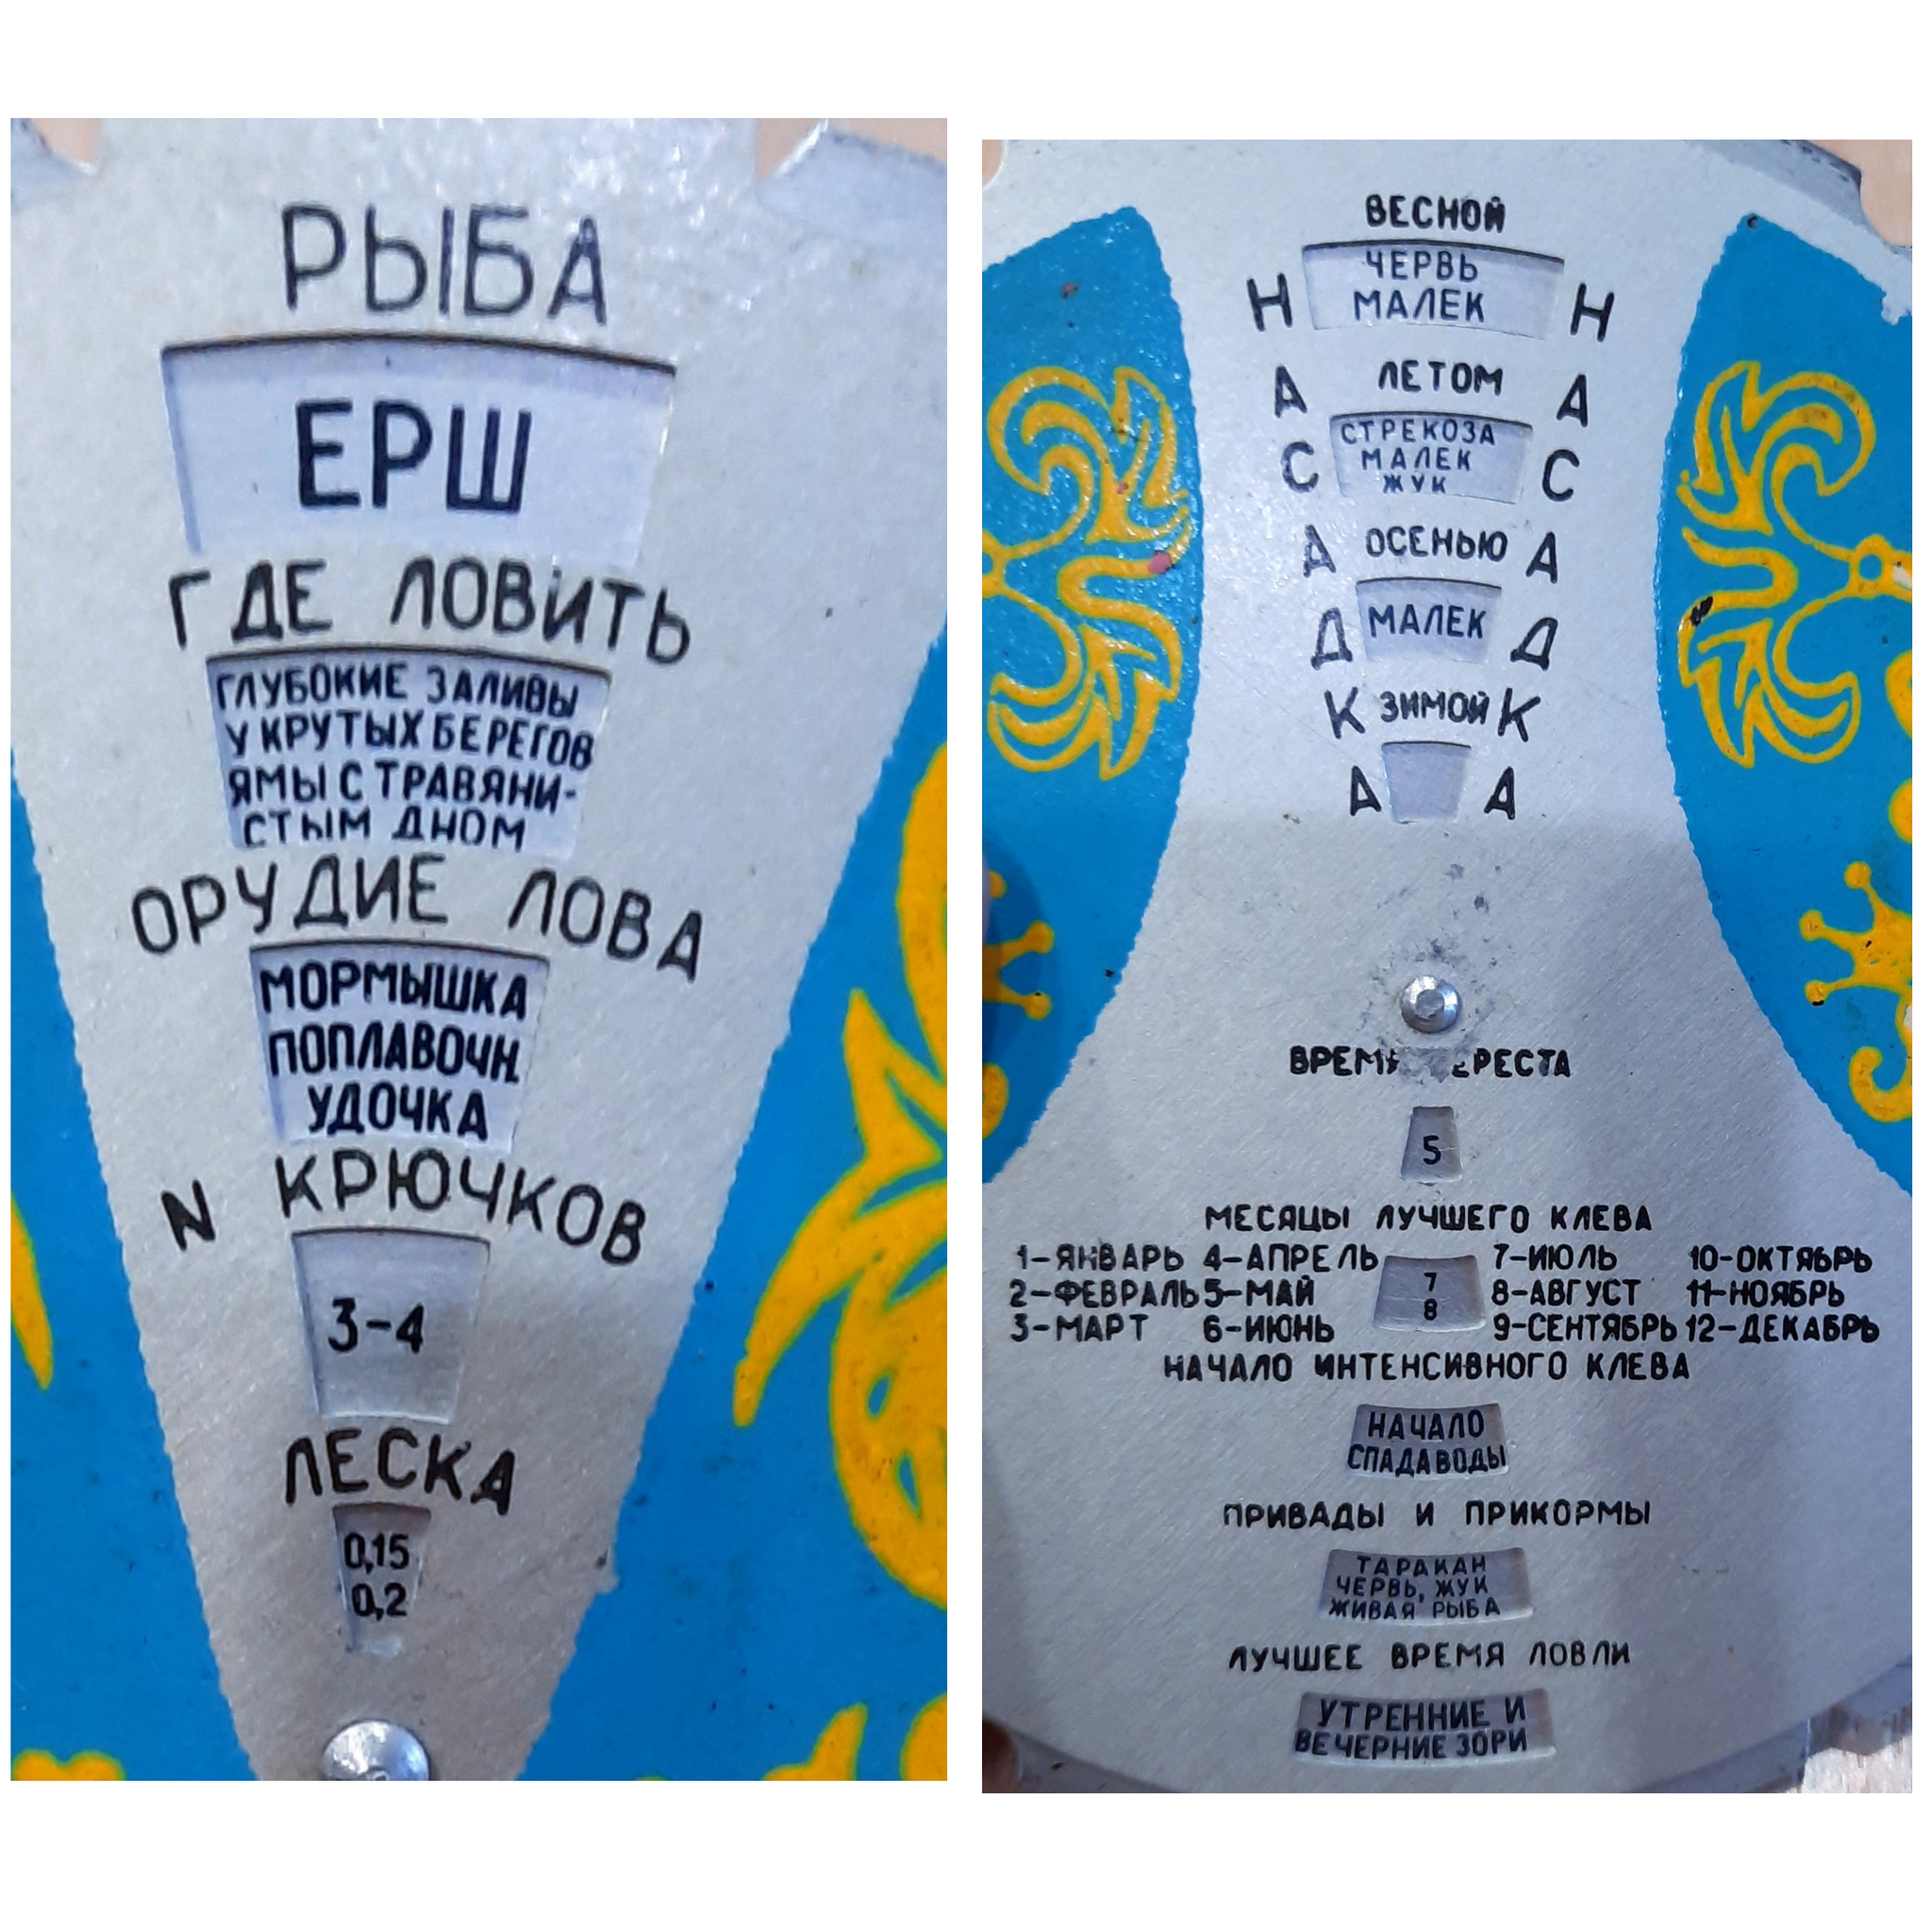 РЫБА
ЕРШ
ГДЕ ЛОВИТЬ
ГЛУБОКИЕ ЗАЛИВЫ
У КРУТЫХ БЕРЕГОВ
ЯМЫ С ТРАВЯНИ-
СТЫМ ДНОМ
ОРУДИЕ ЛОВА
МОРМЫШКА
ПОПЛАВОЧН.
УДОЧКА
N КРЮЧКОВ
3-4
ЛЕСКА
0,15
0,2
НАСАДКА
ВЕСНОЙ
ЧЕРВЬ
МАЛЕК
ЛЕТОМ
СТРЕКОЗА
МАЛЕК
ЖУК
ОСЕНЬЮ
МАЛЕК
ЗИМОЙ
НАСАДКА
ВРЕМЯ ЕРЕСТА
5
МЕСЯЦЫ ЛУЧШЕГО КЛЕВА
1-ЯНВАРЬ 4-АПРЕЛЬ 7 7-ИЮЛЬ 10-ОКТЯБРЬ
2-ФЕВРАЛЬ 5-МАЙ 8 8-АВГУСТ 11-НОЯБРЬ
3-МАРТ 6-ИЮНЬ 9-СЕНТЯБРЬ 12-ДЕКАБРЬ
НАЧАЛО ИНТЕНСИВНОГО КЛЕВА
НАЧАЛО
СПАДА ВОДЫ
ПРИВАДЫ И ПРИКОРМЫ
ТАРАКАН
ЧЕРВЬ, ЖУК
ЖИВАЯ РЫБА
ЛУЧШЕЕ ВРЕМЯ ЛОВЛИ
УТРЕННИЕ И
ВЕЧЕРНИЕ ЗОРИ